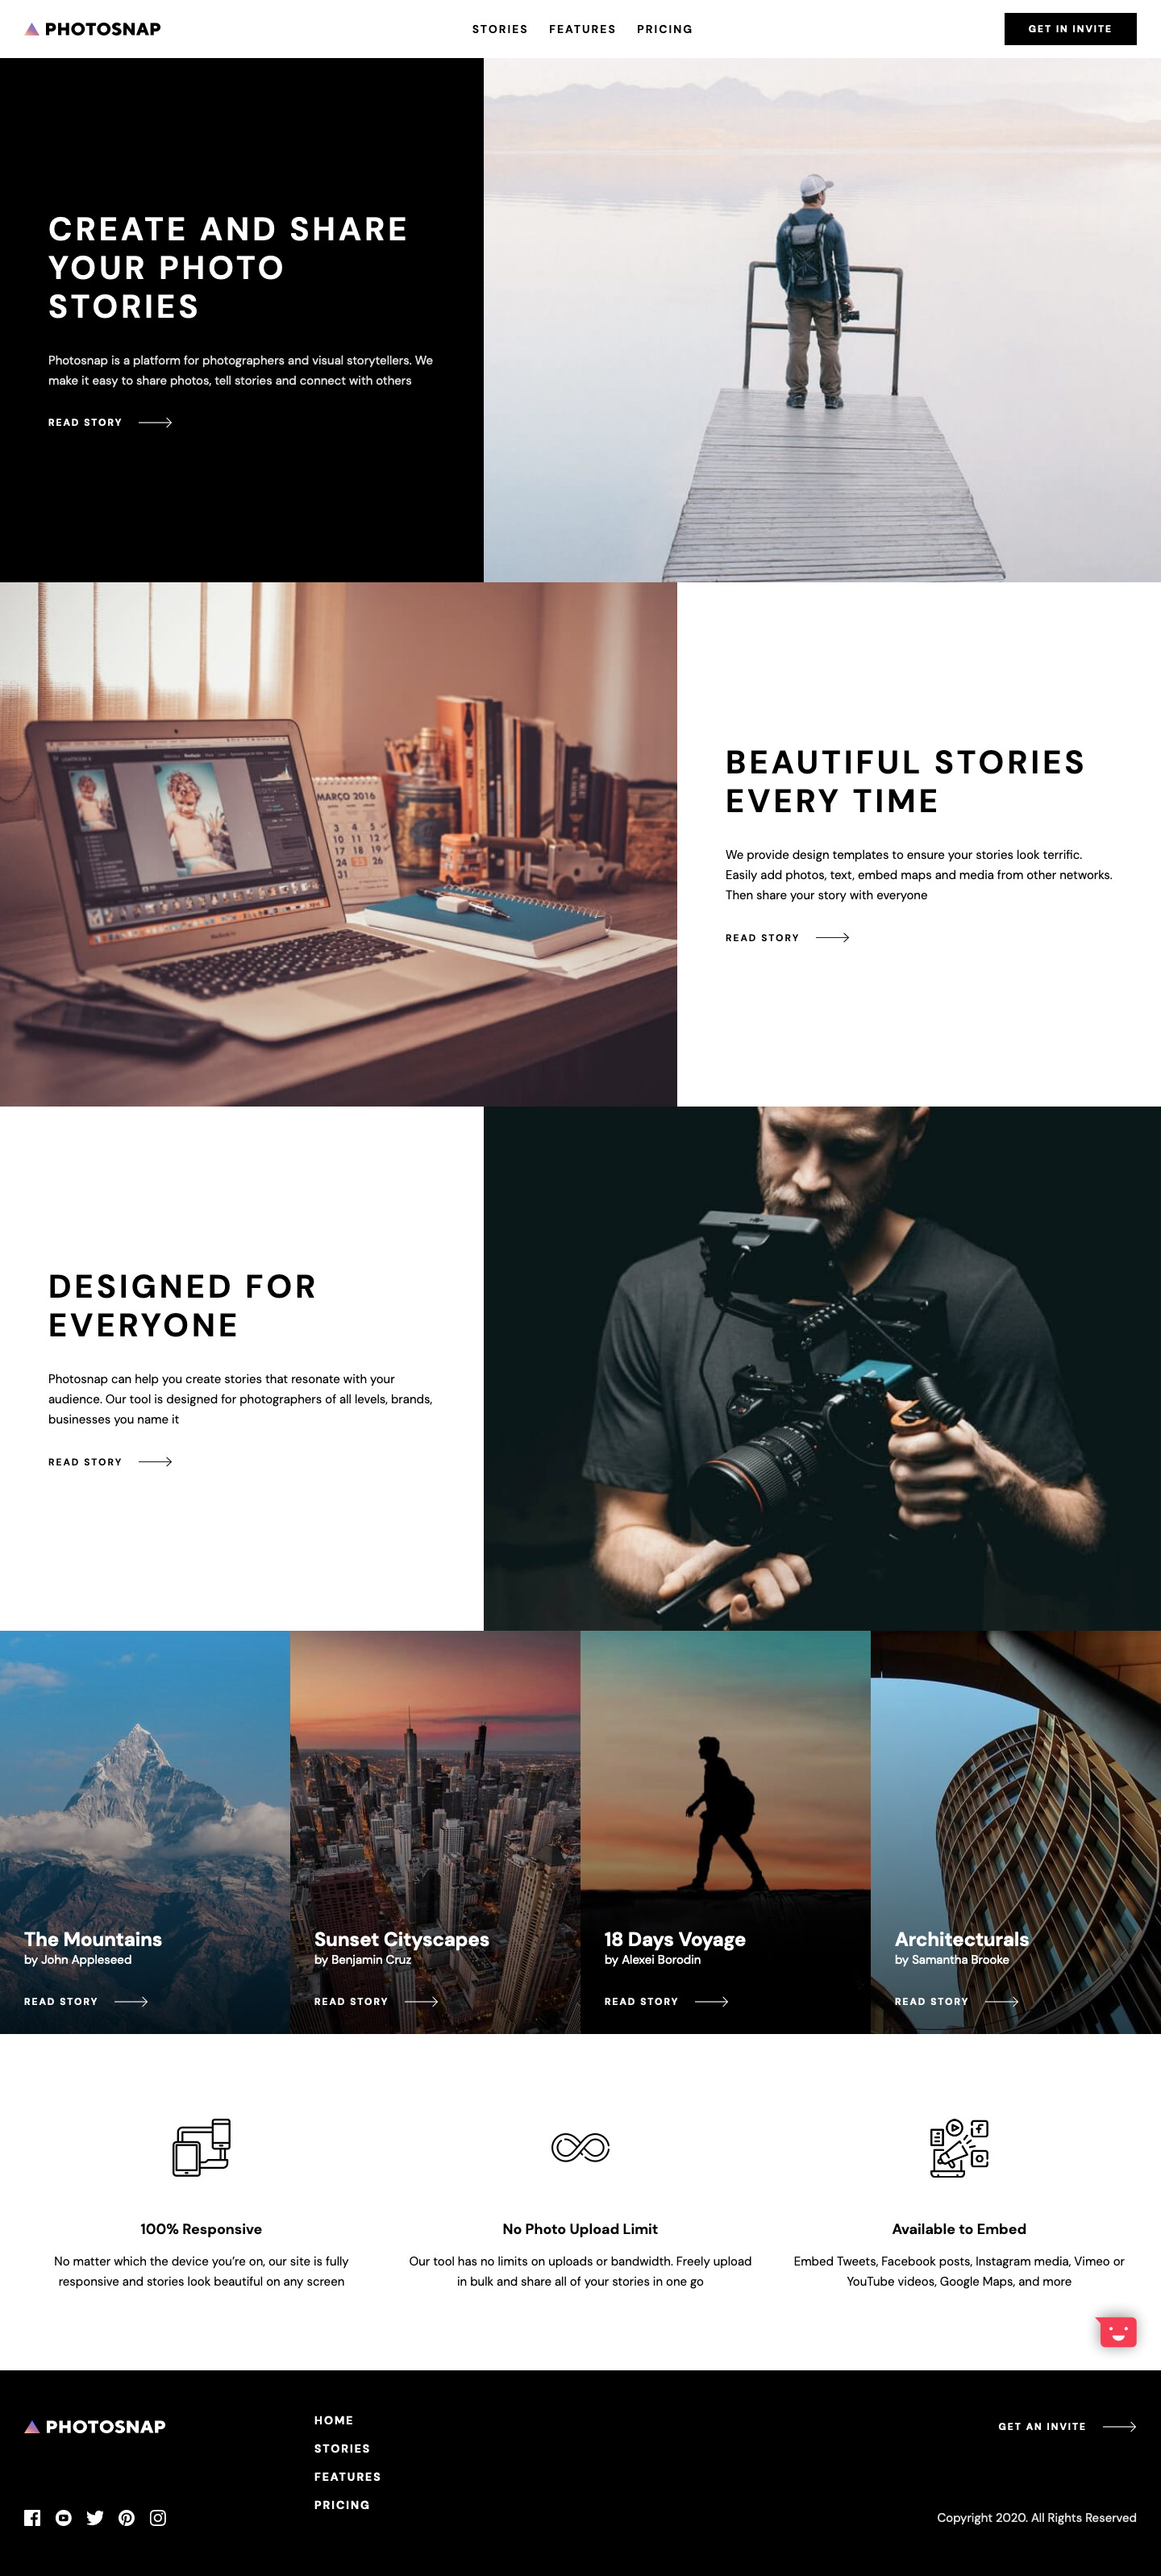 PHOTOSNAP
STORIES FEATURES PRICING
GET IN INVITE
CREATE AND SHARE
YOUR PHOTO
STORIES
Photosnap is a platform for photographers and visual storytellers. We
make it easy to share photos, tell stories and connect with others
READ STORY
MARÇO 2016
BEAUTIFUL STORIES
EVERY TIME
We provide design templates to ensure your stories look terrific.
Easily add photos, text, embed maps and media from other networks.
Then share your story with everyone
READ STORY
DESIGNED FOR
EVERYONE
Photosnap can help you create stories that resonate with your
audience. Our tool is designed for photographers of all levels, brands,
businesses you name it
READ STORY
The Mountains
by John Appleseed
READ STORY
Sunset Cityscapes
by Benjamin Cruz
READ STORY
18 Days Voyage
by Alexei Borodin
READ STORY
Architecturals
by Samantha Brooke
READ STORY
100% Responsive
No matter which the device you’re on, our site is fully
responsive and stories look beautiful on any screen
No Photo Upload Limit
Our tool has no limits on uploads or bandwidth. Freely upload
in bulk and share all of your stories in one go
Available to Embed
Embed Tweets, Facebook posts, Instagram media, Vimeo or
YouTube videos, Google Maps, and more
PHOTOSNAP
HOME
STORIES
FEATURES
PRICING
GET AN INVITE
Copyright 2020. All Rights Reserved